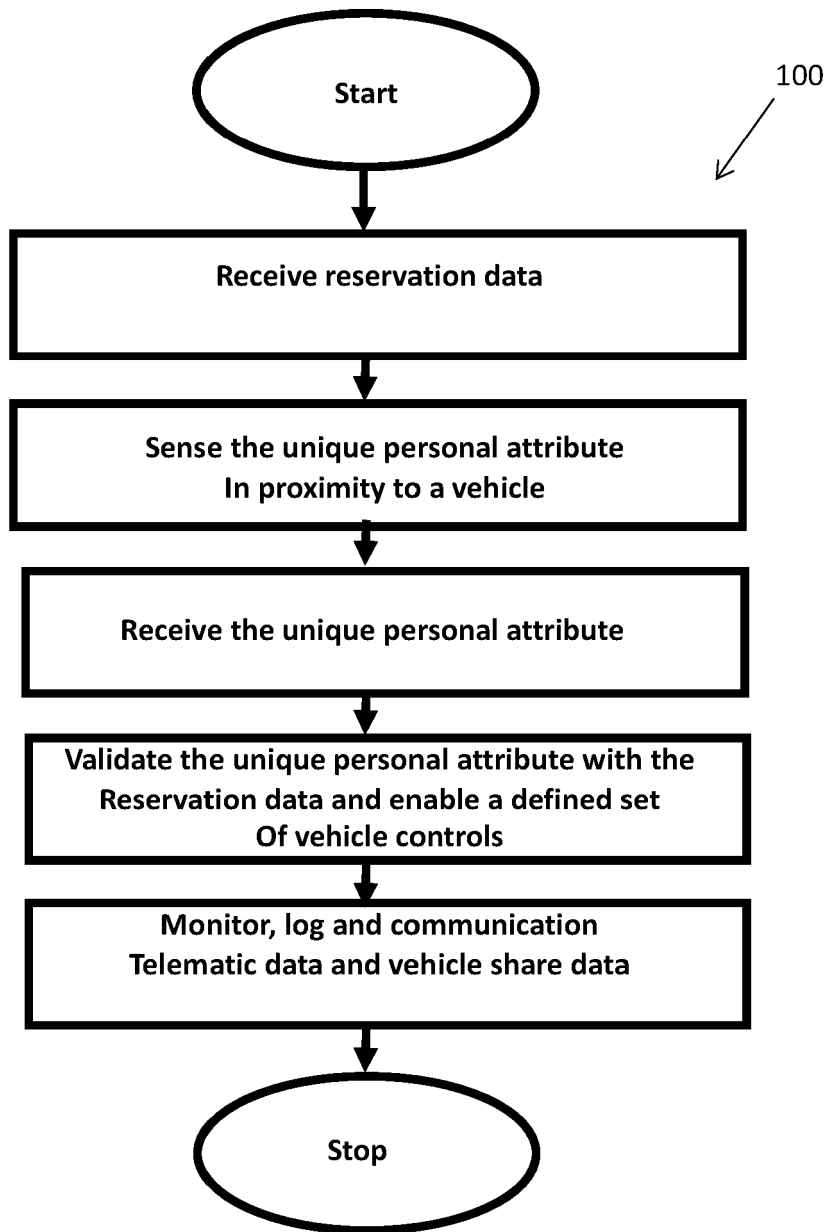 Start
100
Receive reservation data
Sense the unique personal attribute
In proximity to a vehicle
Receive the unique personal attribute
Validate the unique personal attribute with the
Reservation data and enable a defined set
Of vehicle controls
Monitor, log and communication
Telematic data and vehicle share data
Stop